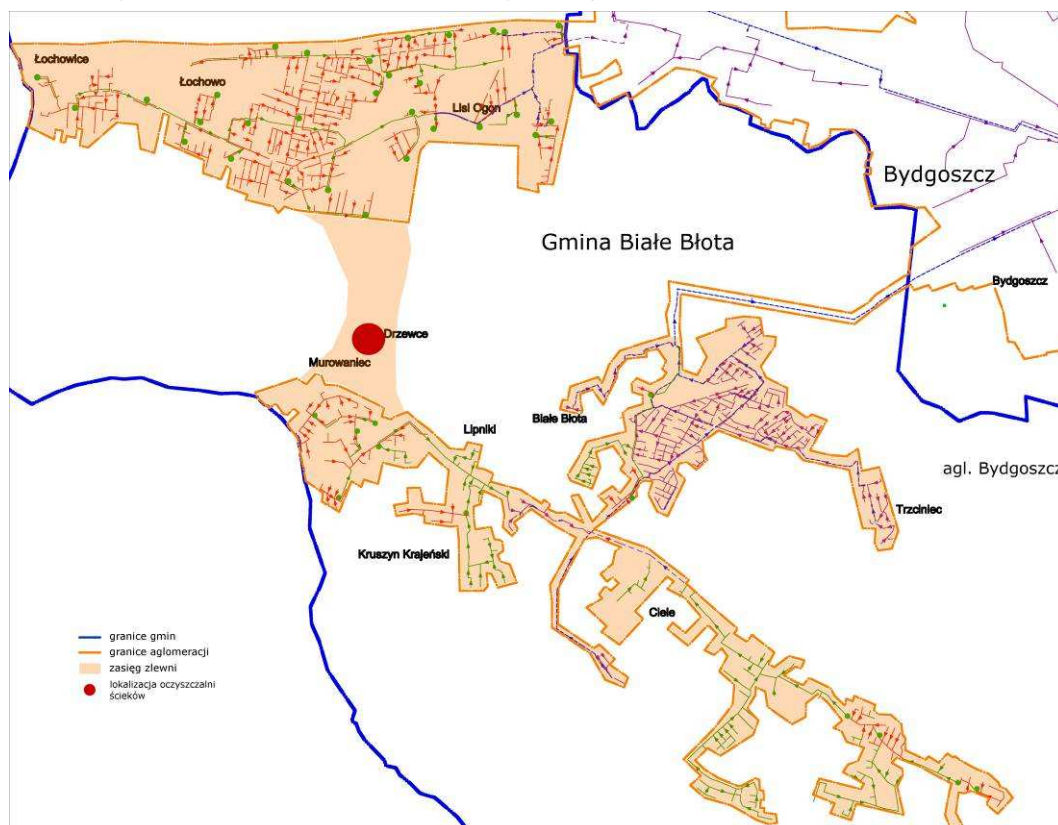 Łochowice
Łochowo
Lisi Ogon
Bydgoszcz
Gmina Białe Błota
Bydgoszcz
Drzewce
Murowaniec
Białe Błota
Lipniki
agl. Bydgoszcz
Trzciniec
Kruszyn Krajeński
Ciele
granice gmin
granice aglomeracji
zasięg zlewni
lokalizacja oczyszczalni
ścieków